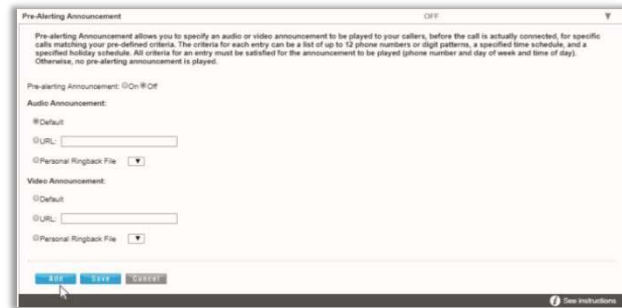 Pre-Alerting Announcement OFF
Pre-alerting Announcement allows you to specify an audio or video announcement to be played to your callers, before the call is actually connected, for specific
calls matching your pre-defined criteria. The criteria for each entry can be a list of up to 12 phone numbers or digit patterns, a specified time schedule, and a
specified holiday schedule. All criteria for an entry must be satisfied for the announcement to be played (phone number and day of week and time of day).
Otherwise, no pre-alerting announcement is played.
Pre-alerting Announcement: On Off
Audio Announcement:
Default
URL:
Personal Ringback File
Video Announcement:
Default
URL:
Personal Ringback File
Add Save Cancel
See instructions